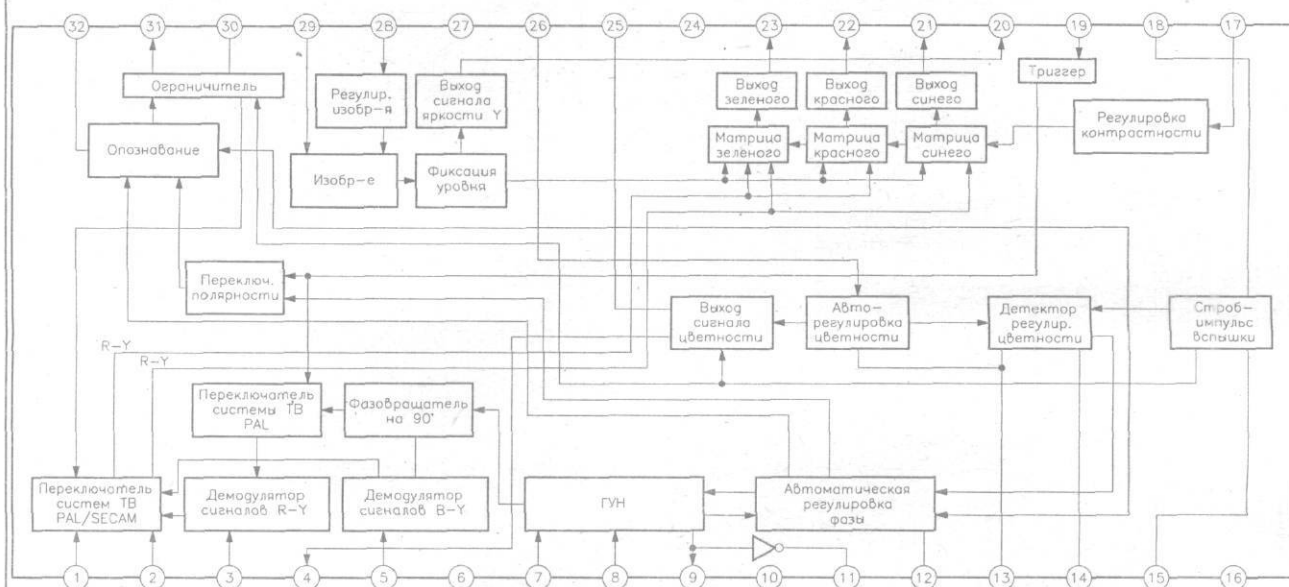 32 31 30 29 28 27 26 25 24 23 22 21 20 19 18 17
Ограничитель
Опознавание
Регулир.
изобр-я
Выход
сигнала
яркости Y
Изобр-е
Фиксация
уровня
Выход
зеленого
Выход
красного
Выход
синего
Матрица
зеленого
Матрица
красного
Матрица
синего
Триггер
Регулировка
контрастности
Переключ.
полярности
Выход
сигнала
цветности
Авто-
регулировка
цветности
Детектор
регулир.
цветности
Строб-
импульс
вспышки
R-Y
R-Y
Переключатель
системы ТВ
PAL
Фазовращатель
на 90°
Переключатель
систем ТВ
PAL/SECAM
Демодулятор
сигналов R-Y
Демодулятор
сигналов B-Y
ГУН
Автоматическая
регулировка
фазы
1 2 3 4 5 6 7 8 9 10 11 12 13 14 15 16